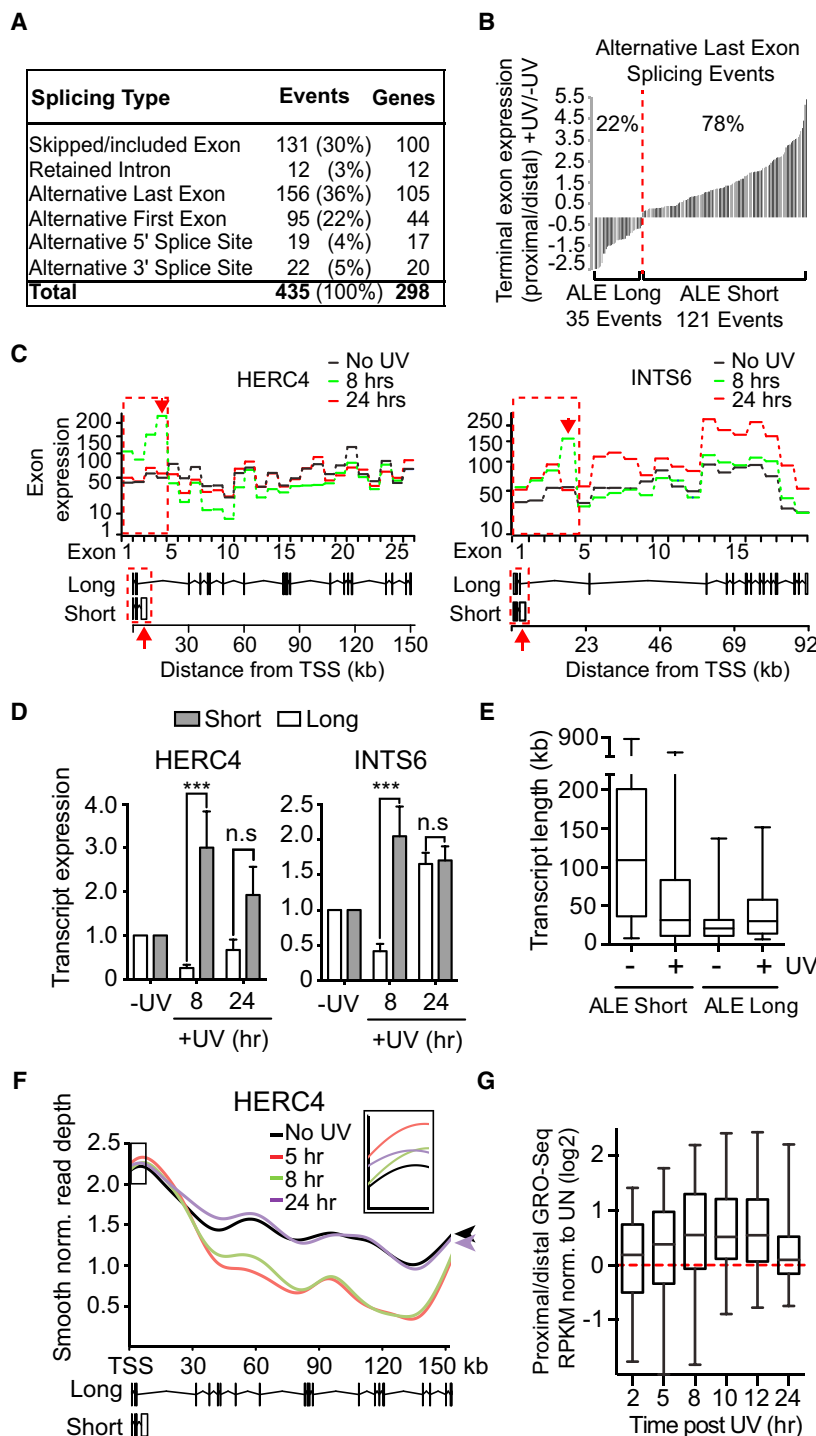 A
Splicing Type Events Genes
Skipped/included Exon 131 (30%) 100
Retained Intron 12 (3%) 12
Alternative Last Exon 156 (36%) 105
Alternative First Exon 95 (22%) 44
Alternative 5' Splice Site 19 (4%) 17
Alternative 3' Splice Site 22 (5%) 20
Total 435 (100%) 298
B
Alternative Last Exon
Splicing Events
Terminal exon expression
(proximal/distal) +UV/-UV
5.5
4.5
3.5
2.5
1.5
-0.5
-1.5
-2.5
22%
78%
ALE Long
35 Events
ALE Short
121 Events
C
HERC4
No UV
8 hrs
24 hrs
Exon
expression
200
150
100
50
10
1
Exon 1 5 10 15 20 25
Long
Short
30 60 90 120 150
Distance from TSS (kb)
INTS6
No UV
8 hrs
24 hrs
250
150
100
50
10
Exon 1 5 10 15
Long
Short
23 46 69 92
Distance from TSS (kb)
D
Short Long
HERC4
Transcript expression
4.0
3.0
2.0
1.0
0
***
n.s
-UV 8 24
+UV (hr)
INTS6
2.5
2.0
1.5
1.0
0.5
0
***
n.s
-UV 8 24
+UV (hr)
E
Transcript length (kb)
900
200
150
100
50
0
- + - + UV
ALE Short ALE Long
F
HERC4
No UV
5 hr
8 hr
24 hr
Smooth norm. read depth
2.5
2.0
1.5
1.0
0.5
TSS 30 60 90 120 150 kb
Long
Short
G
Proximal/distal GRO-Seq
RPKM norm. to UN (log2)
2
1
0
-1
2 5 8 10 12 24
Time post UV (hr)